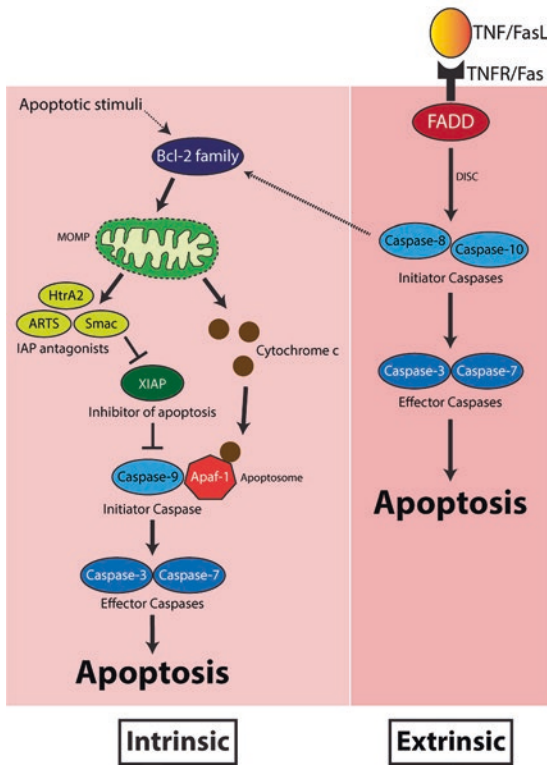 TNF/FasL
TNFR/Fas
FADD
DISC
Caspase-8
Caspase-10
Initiator Caspases
Caspase-3
Caspase-7
Effector Caspases
Apoptosis
Apoptotic stimuli
Bcl-2 family
MOMP
HtrA2
ARTS
Smac
IAP antagonists
Cytochrome c
XIAP
Inhibitor of apoptosis
Caspase-9
Apaf-1
Apoptosome
Initiator Caspase
Caspase-3
Caspase-7
Effector Caspases
Apoptosis
Intrinsic
Extrinsic